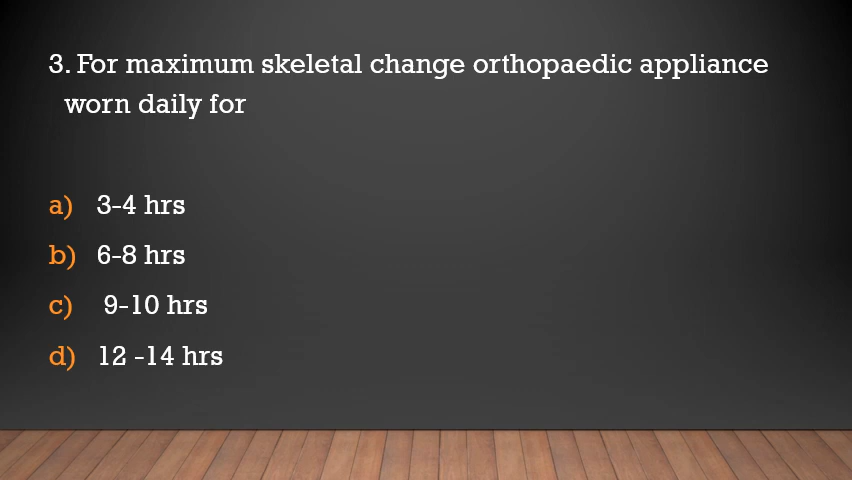 3. For maximum skeletal change orthopaedic appliance
worn daily for
a) 3-4 hrs
b) 6-8 hrs
c) 9-10 hrs
d) 12 -14 hrs